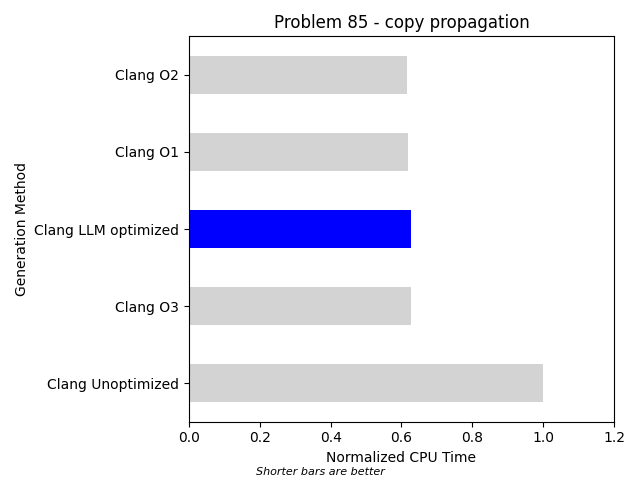 Problem 85 - copy propagation
Clang O2
Clang O1
Clang LLM optimized
Clang O3
Clang Unoptimized
Generation Method
0.0 0.2 0.4 0.6 0.8 1.0 1.2
Normalized CPU Time
Shorter bars are better